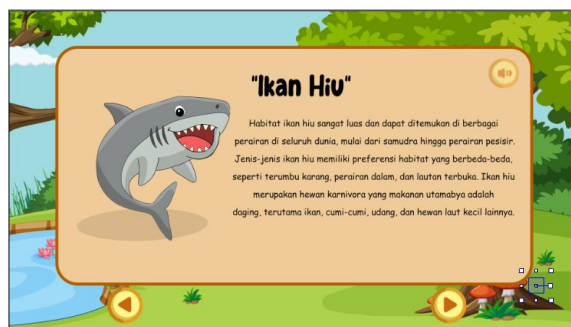 "Ikan Hiu"
Habitat ikan hiu sangat luas dan dapat ditemukan di berbagai
perairan di seluruh dunia, mulai dari samudra hingga perairan pesisir.
Jenis-jenis ikan hiu memiliki preferensi habitat yang berbeda-beda,
seperti terumbu karang, perairan dalam, dan lautan terbuka. Ikan hiu
merupakan hewan karnivora yang makanan utamabya adalah
daging, terutama ikan, cumi-cumi, udang, dan hewan laut kecil lainnya.